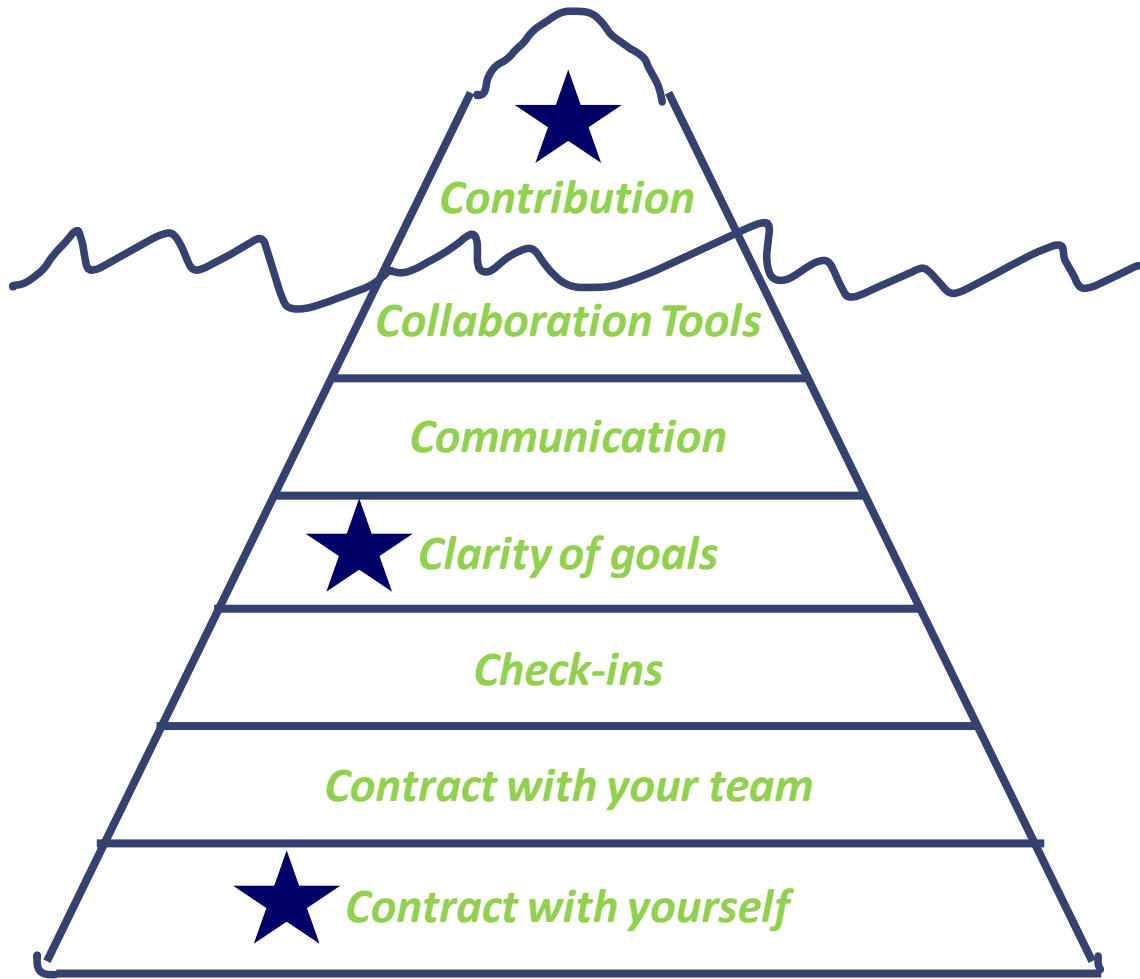 Contribution
Collaboration Tools
Communication
Clarity of goals
Check-ins
Contract with your team
Contract with yourself